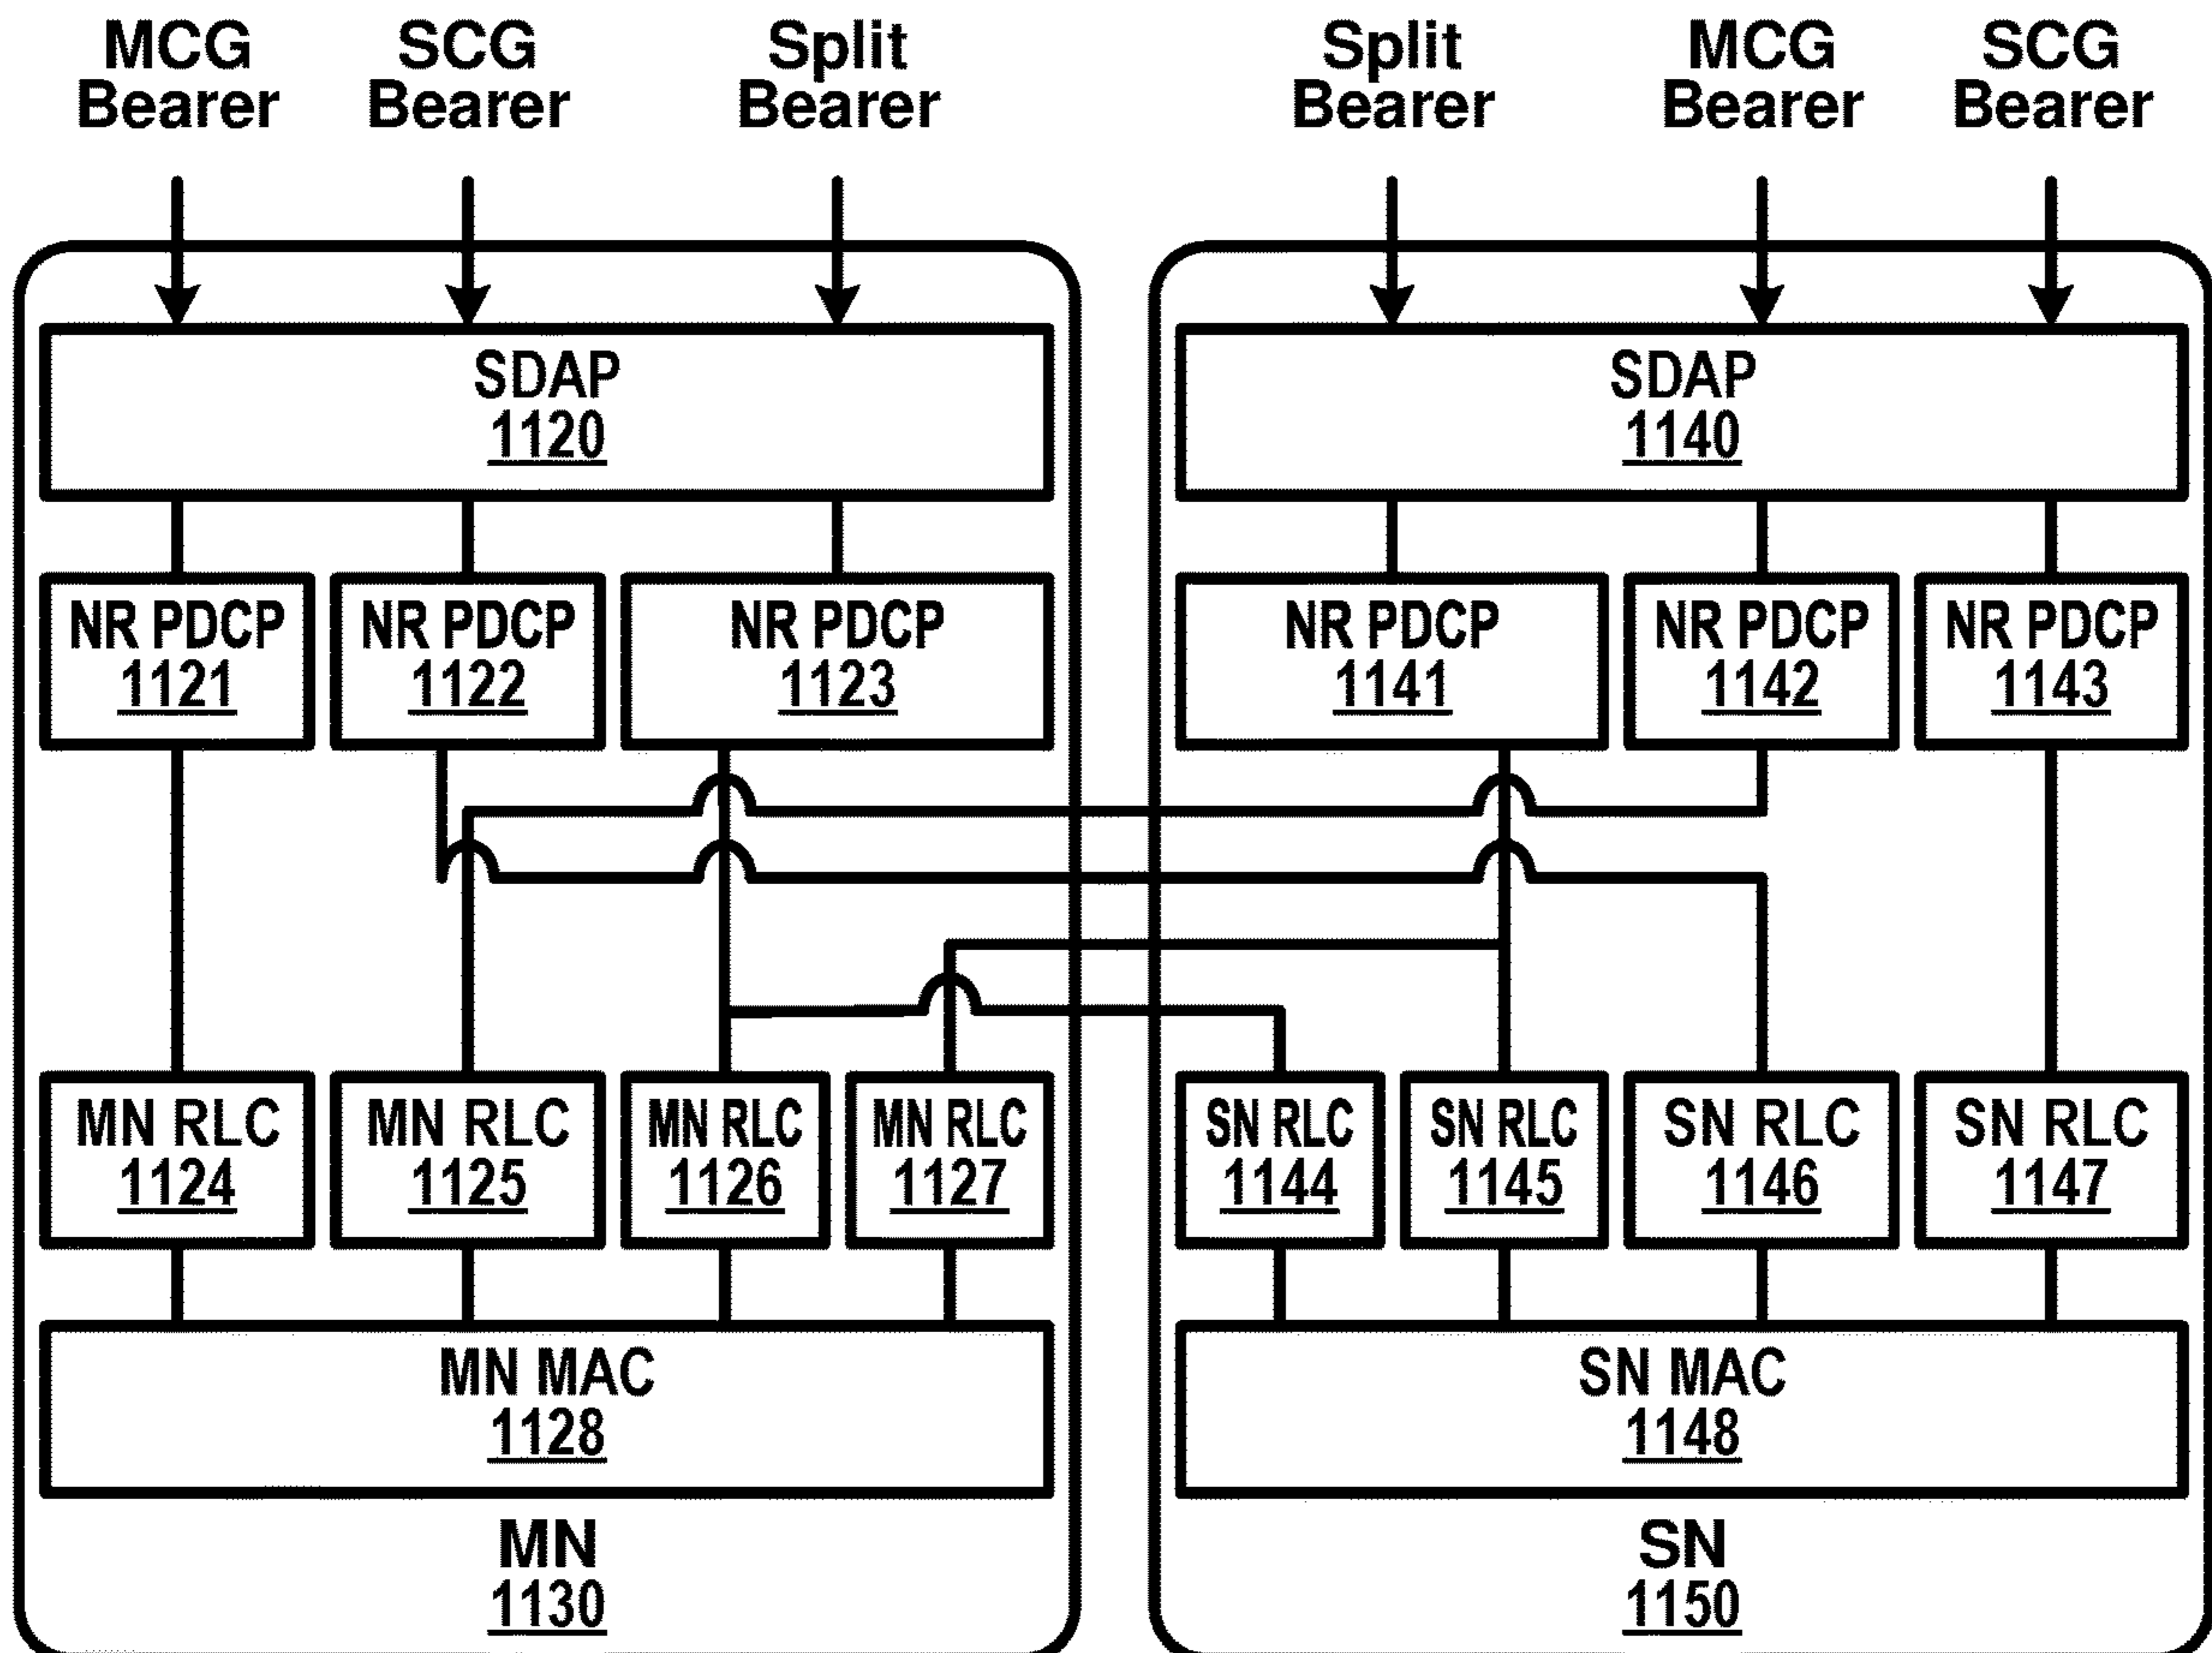 MCG
Bearer
SCG
Bearer
Split
Bearer
Split
Bearer
MCG
Bearer
SCG
Bearer
SDAP
1120
SDAP
1140
NR PDCP
1121
NR PDCP
1122
NR PDCP
1123
NR PDCP
1141
NR PDCP
1142
NR PDCP
1143
MN RLC
1124
MN RLC
1125
MN RLC
1126
MN RLC
1127
SN RLC
1144
SN RLC
1145
SN RLC
1146
SN RLC
1147
MN MAC
1128
SN MAC
1148
MN
1130
SN
1150